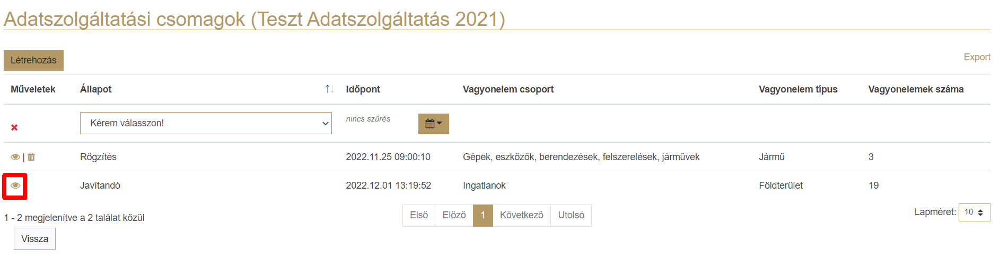 Adatszolgáltatási csomagok (Teszt Adatszolgáltatás 2021)
Létrehozás Export
Műveletek Állapot Időpont Vagyonelem csoport Vagyonelem típus Vagyonelemek száma
Kérem válasszon! nincs szűrés
| Rögzítés 2022.11.25 09:00:10 Gépek, eszközök, berendezések, felszerelések, járművek Jármű 3
Javítandó 2022.12.01 13:19:52 Ingatlanok Földterület 19
1 - 2 megjelenítve a 2 találat közül Első Előző 1 Következő Utolsó Lapméret: 10
Vissza